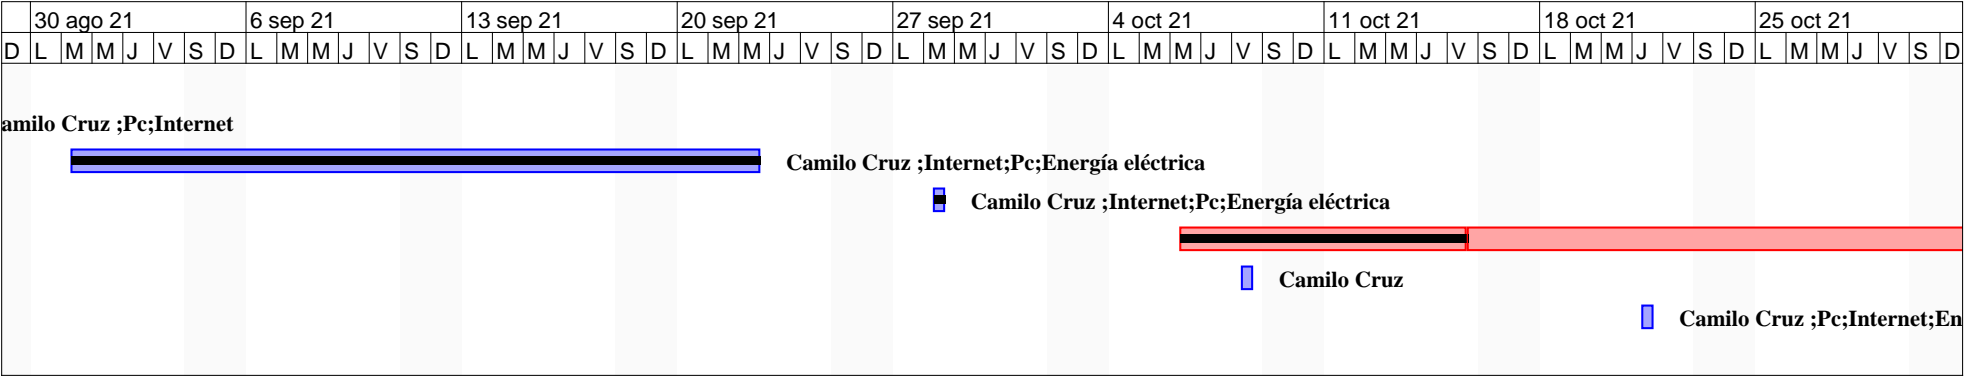 30 ago 21 6 sep 21 13 sep 21 20 sep 21 27 sep 21 4 oct 21 11 oct 21 18 oct 21 25 oct 21
D L M M J V S D L M M J V S D L M M J V S D L M M J V S D L M M J V S D L M M J V S D L M M J V S D L M M J V S D L M M J V S D
amilo Cruz ;Pc;Internet
Camilo Cruz ;Internet;Pc;Energía eléctrica
Camilo Cruz ;Internet;Pc;Energía eléctrica
Camilo Cruz
Camilo Cruz ;Pc;Internet;En